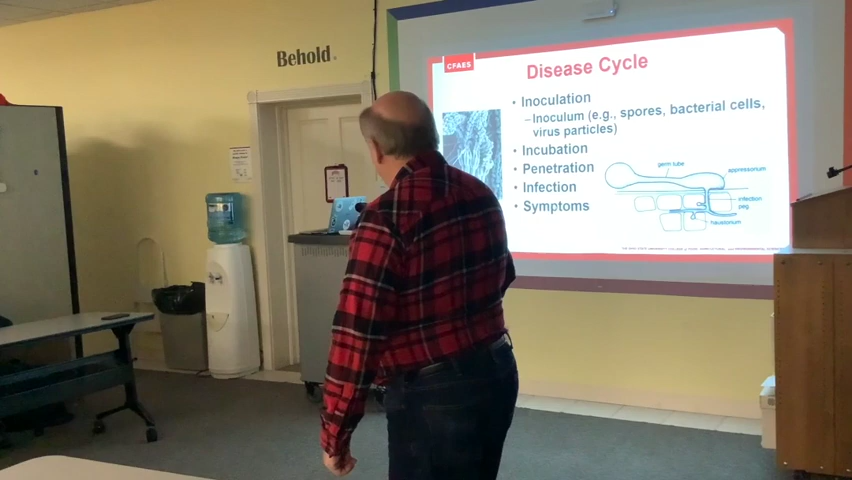 Behold.
CFAES
Disease Cycle
• Inoculation
–Inoculum (e.g., spores, bacterial cells,
virus particles)
• Incubation
• Penetration
• Infection
• Symptoms
germ tube
appressorium
infection
peg
haustorium